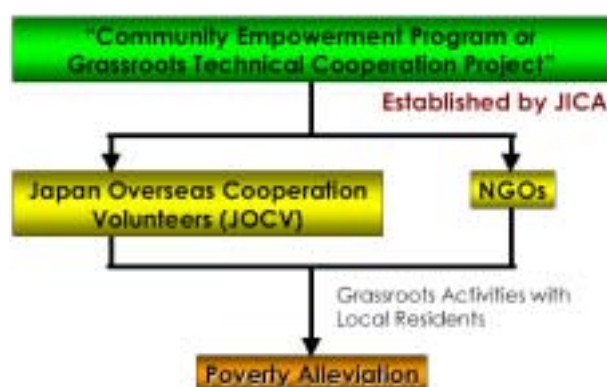 “Community Empowerment Program or
Grassroots Technical Cooperation Project”
Established by JICA
Japan Overseas Cooperation
Volunteers (JOCV)
NGOs
Grassroots Activities with
Local Residents
Poverty Alleviation